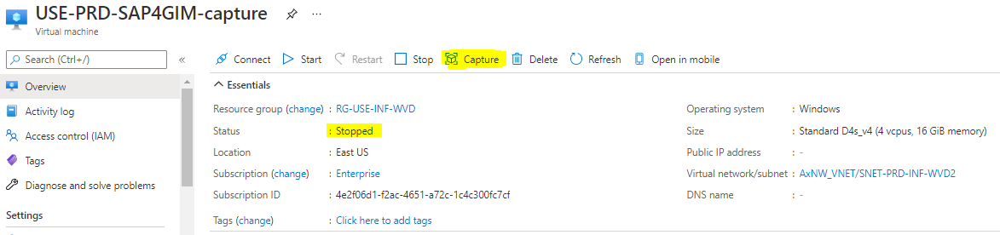 USE-PRD-SAP4GIM-capture
Virtual machine
Search (Ctrl+/)
Connect Start Restart Stop Capture Delete Refresh Open in mobile
Overview
Activity log
Access control (IAM)
Tags
Diagnose and solve problems
Settings
Essentials
Resource group (change) : RG-USE-INF-WVD
Status : Stopped
Location : East US
Subscription (change) : Enterprise
Subscription ID : 4e2f06d1-f2ac-4651-a72c-1c4c300fc7cf
Tags (change) : Click here to add tags
Operating system : Windows
Size : Standard D4s_v4 (4 vcpus, 16 GiB memory)
Public IP address : -
Virtual network/subnet : AxNW_VNET/SNET-PRD-INF-WVD2
DNS name : -